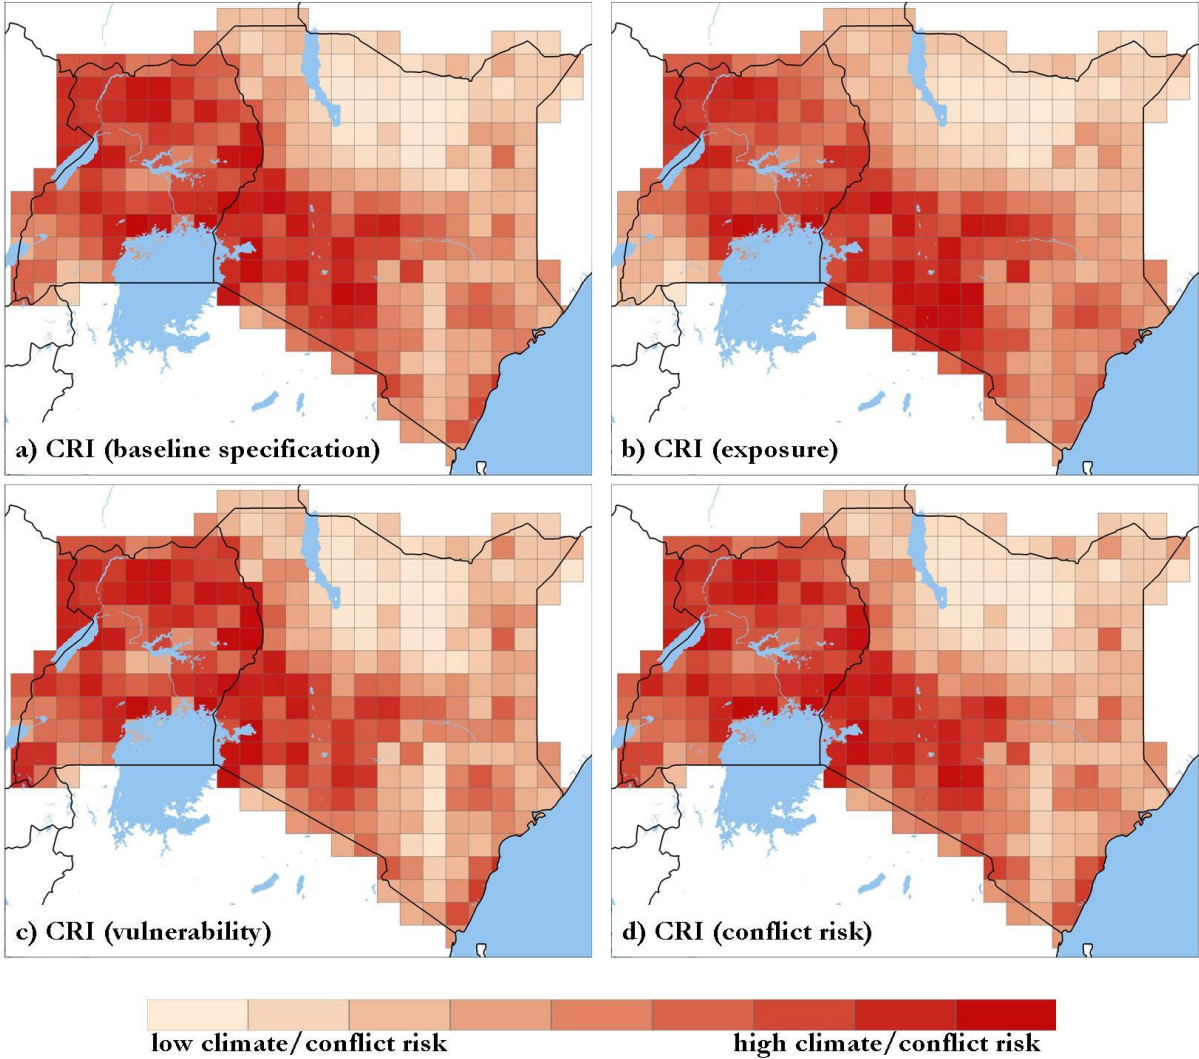 a) CRI (baseline specification)
b) CRI (exposure)
c) CRI (vulnerability)
d) CRI (conflict risk)
low climate/conflict risk
high climate/conflict risk